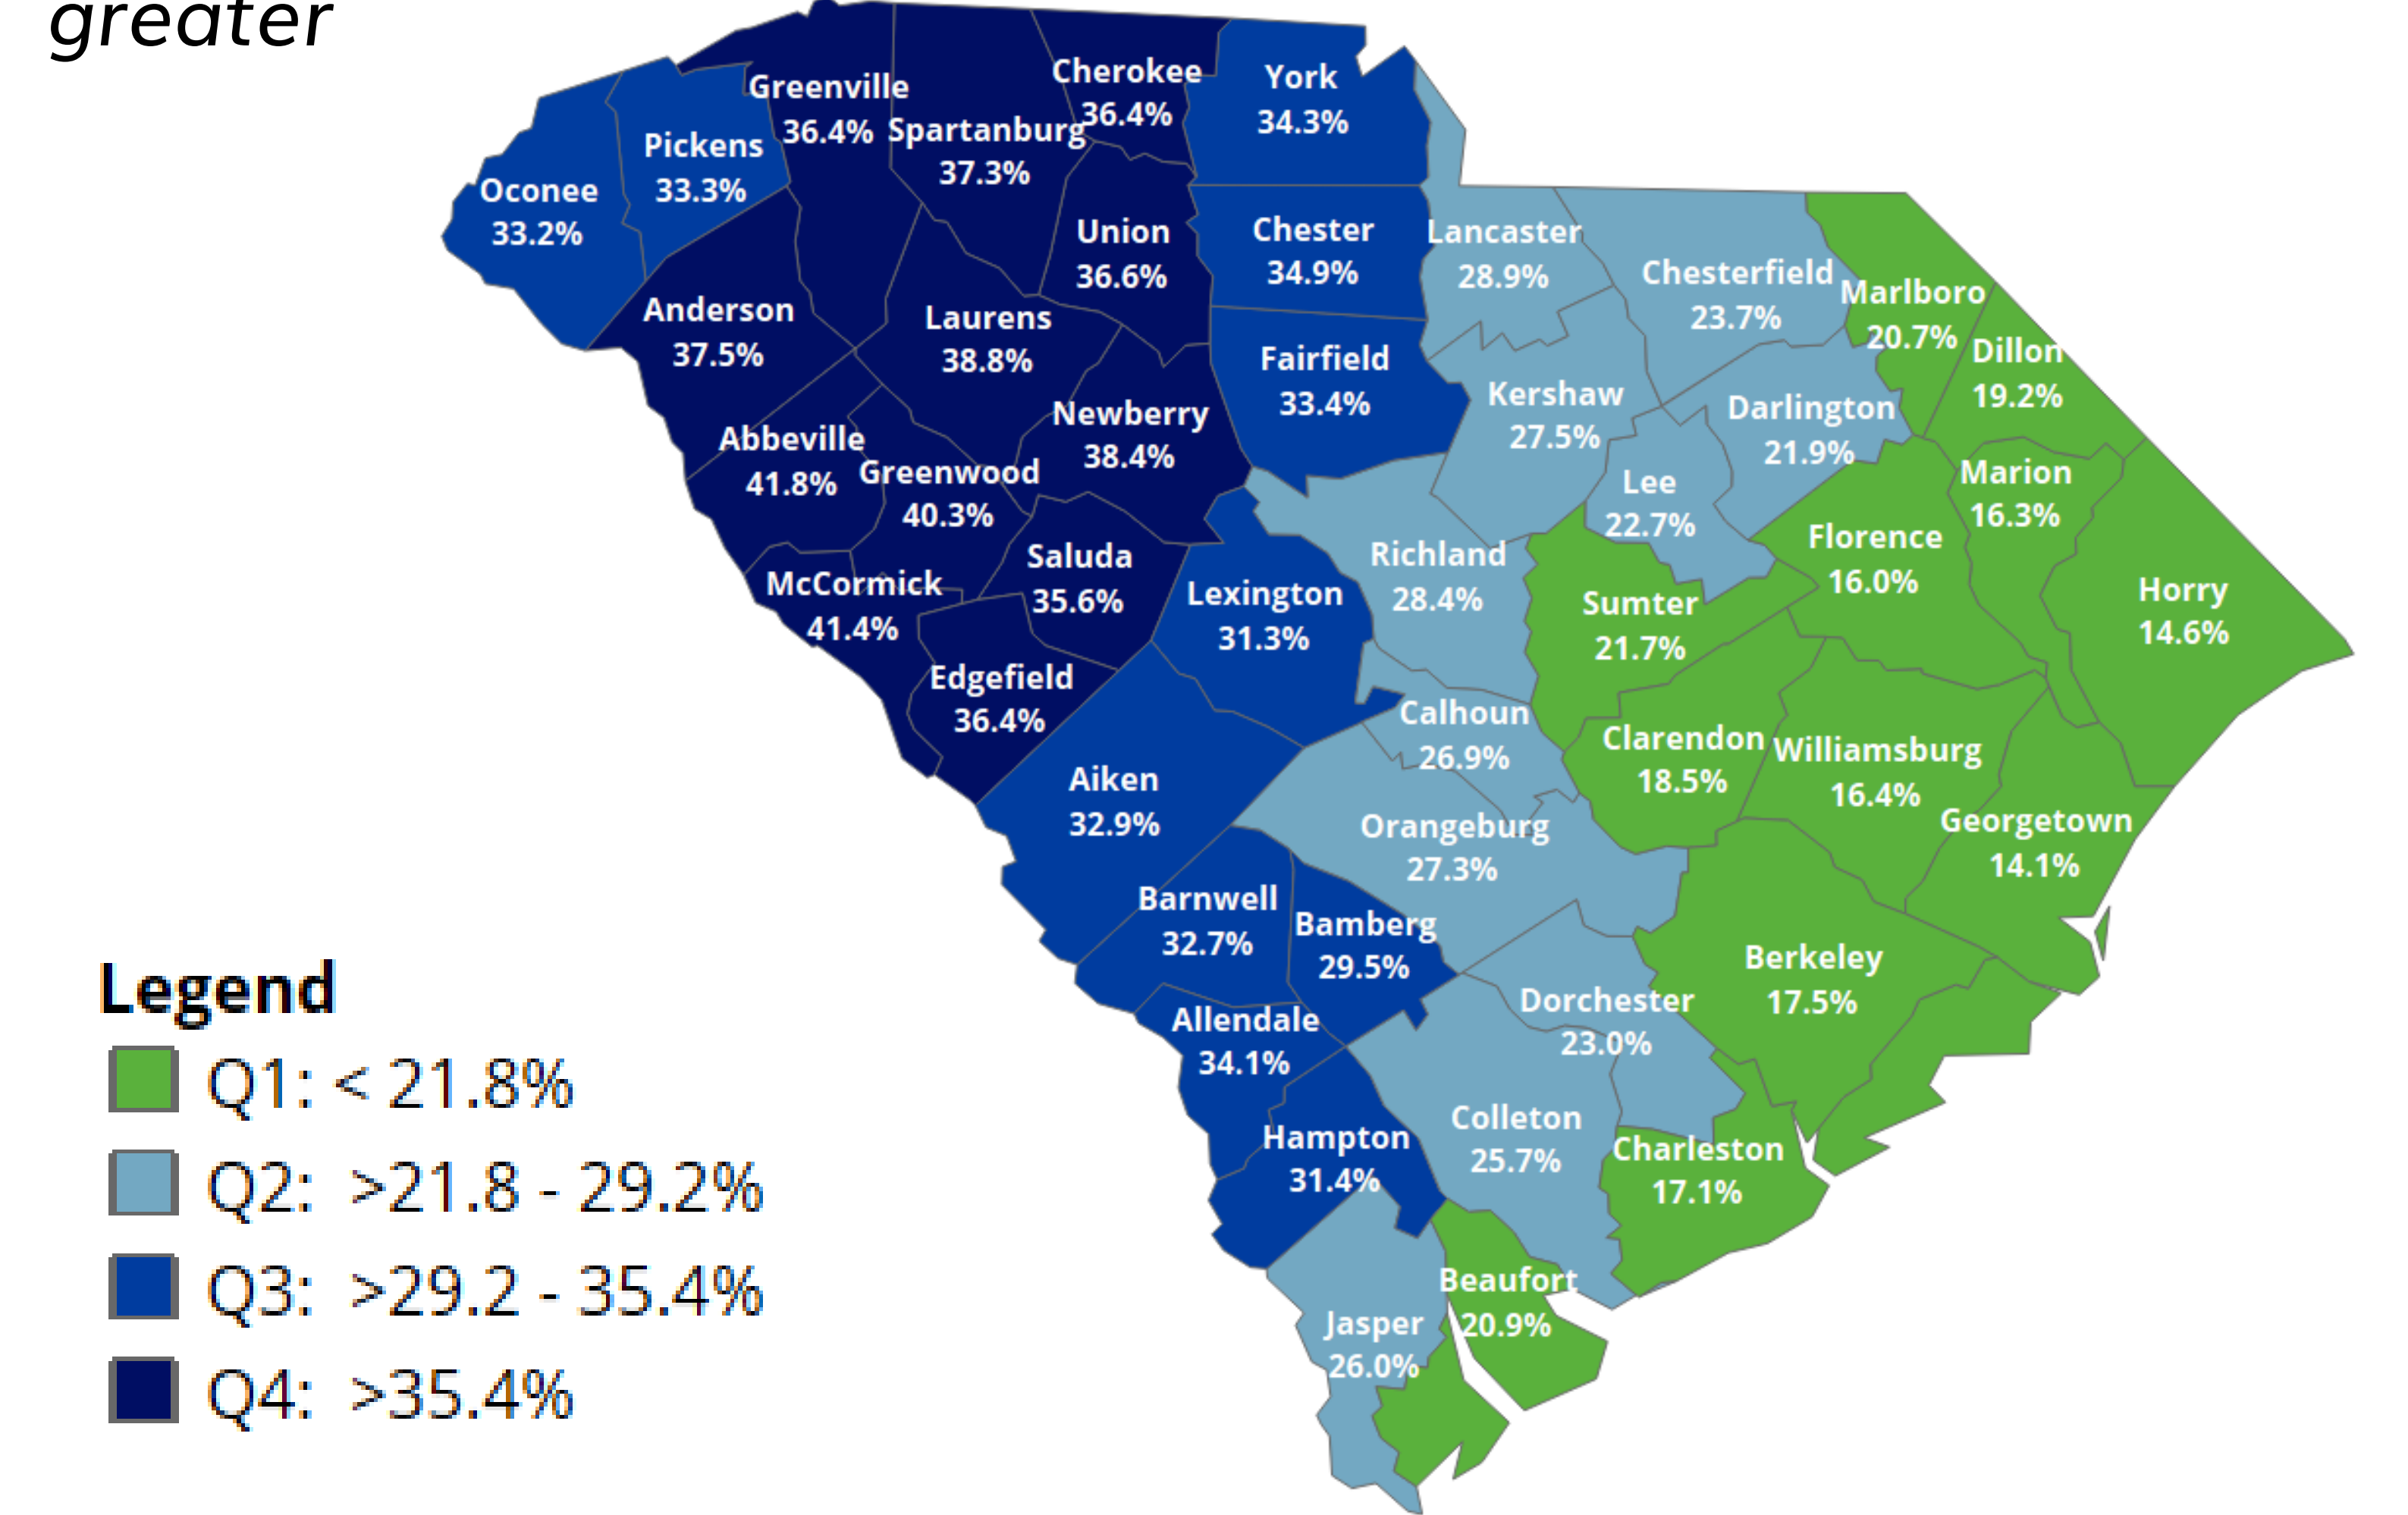 greater
Cherokee
36.4%
York
34.3%
Greenville
36.4%
Spartanburg
37.3%
Pickens
33.3%
Oconee
33.2%
Union
36.6%
Chester
34.9%
Lancaster
28.9%
Chesterfield
23.7%
Marlboro
20.7%
Dillon
19.2%
Anderson
37.5%
Laurens
38.8%
Fairfield
33.4%
Kershaw
27.5%
Darlington
21.9%
Newberry
38.4%
Abbeville
41.8%
Greenwood
40.3%
Lee
22.7%
Marion
16.3%
Florence
16.0%
Saluda
35.6%
Richland
28.4%
McCormick
41.4%
Lexington
31.3%
Sumter
21.7%
Horry
14.6%
Edgefield
36.4%
Calhoun
26.9%
Clarendon
18.5%
Williamsburg
16.4%
Aiken
32.9%
Orangeburg
27.3%
Georgetown
14.1%
Barnwell
32.7%
Bamberg
29.5%
Berkeley
17.5%
Allendale
34.1%
Dorchester
23.0%
Hampton
31.4%
Colleton
25.7%
Charleston
17.1%
Beaufort
20.9%
Jasper
26.0%
Legend
Q1: < 21.8%
Q2: >21.8 - 29.2%
Q3: >29.2 - 35.4%
Q4: >35.4%